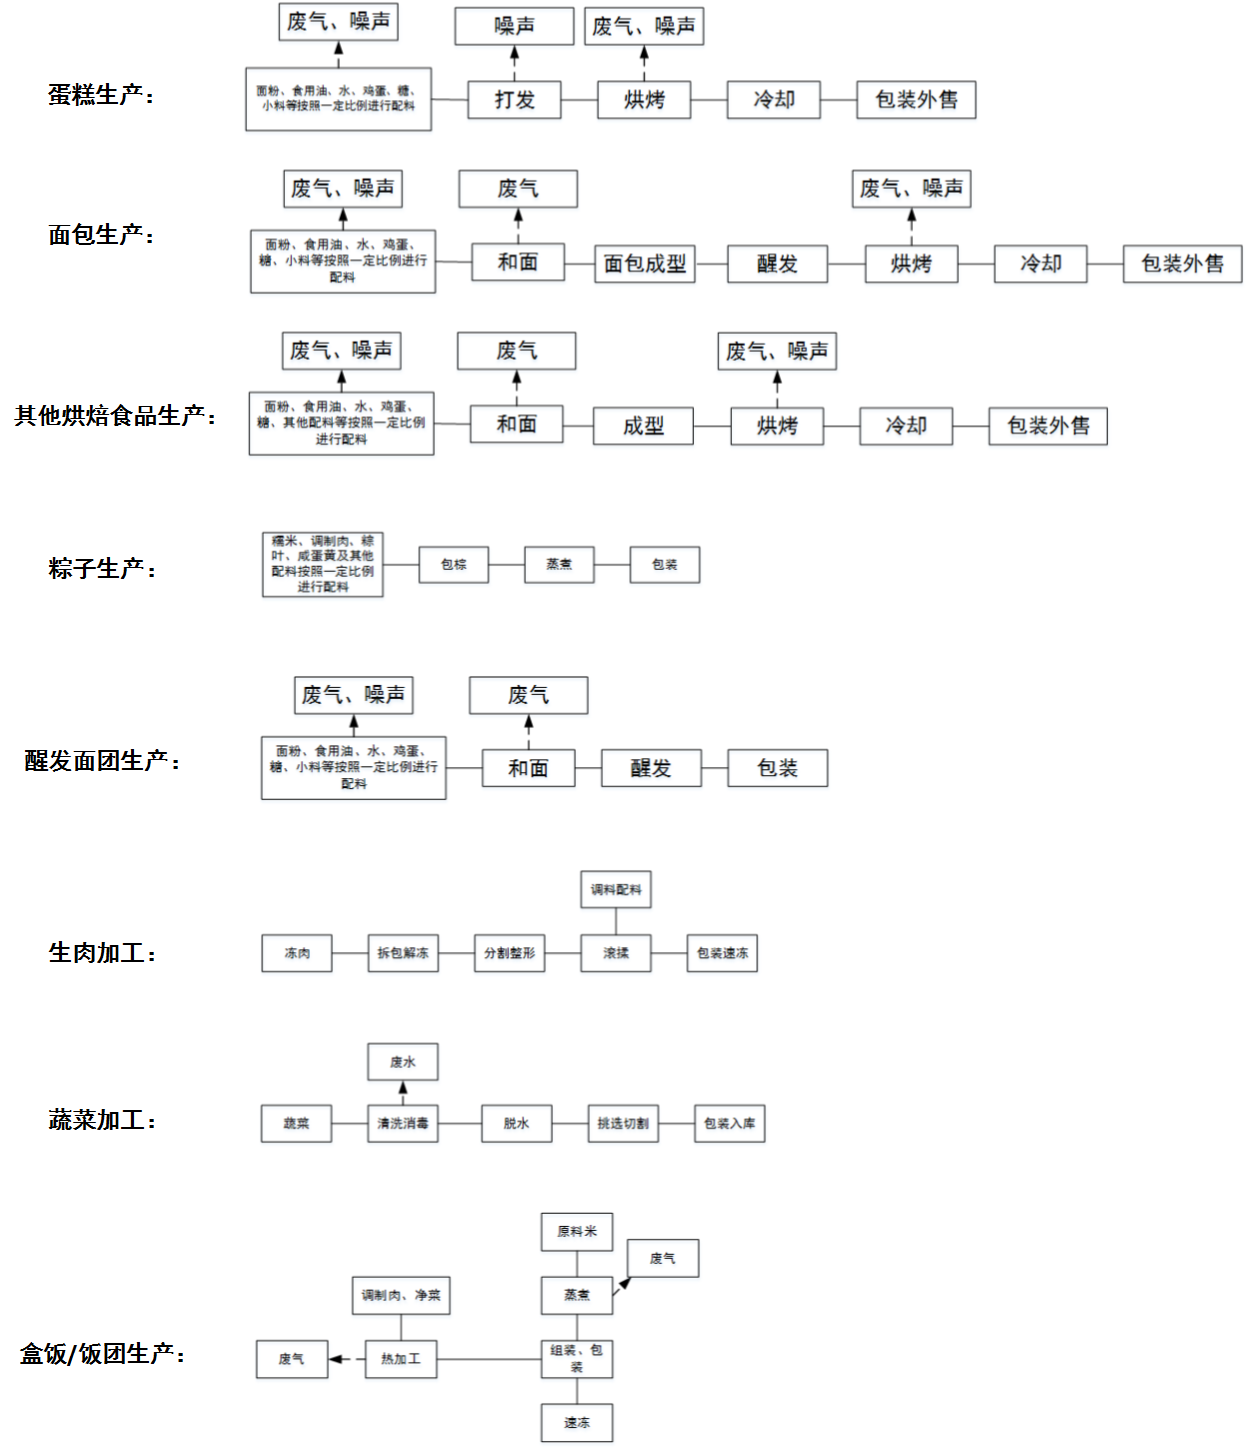 废气、噪声
噪声
废气、噪声
蛋糕生产：
面粉、食用油、水、鸡蛋、糖、
小料等按照一定比例进行配料
打发
烘烤
冷却
包装外售
废气、噪声
废气
废气、噪声
面包生产：
面粉、食用油、水、鸡蛋、
糖、小料等按照一定比例进行
配料
和面
面包成型
醒发
烘烤
冷却
包装外售
废气、噪声
废气
废气、噪声
其他烘焙食品生产：
面粉、食用油、水、鸡蛋、
糖、其他配料等按照一定比例
进行配料
和面
成型
烘烤
冷却
包装外售
粽子生产：
糯米、调制肉、粽
叶、咸蛋黄及其他
配料按照一定比例
进行配料
包棕
蒸煮
包装
废气、噪声
废气
醒发面团生产：
面粉、食用油、水、鸡蛋、
糖、小料等按照一定比例进行
配料
和面
醒发
包装
调料配料
生肉加工：
冻肉
拆包解冻
分割整形
滚揉
包装速冻
废水
蔬菜加工：
蔬菜
清洗消毒
脱水
挑选切割
包装入库
原料米
废气
调制肉、净菜
蒸煮
盒饭/饭团生产：
废气
热加工
组装、包
装
速冻